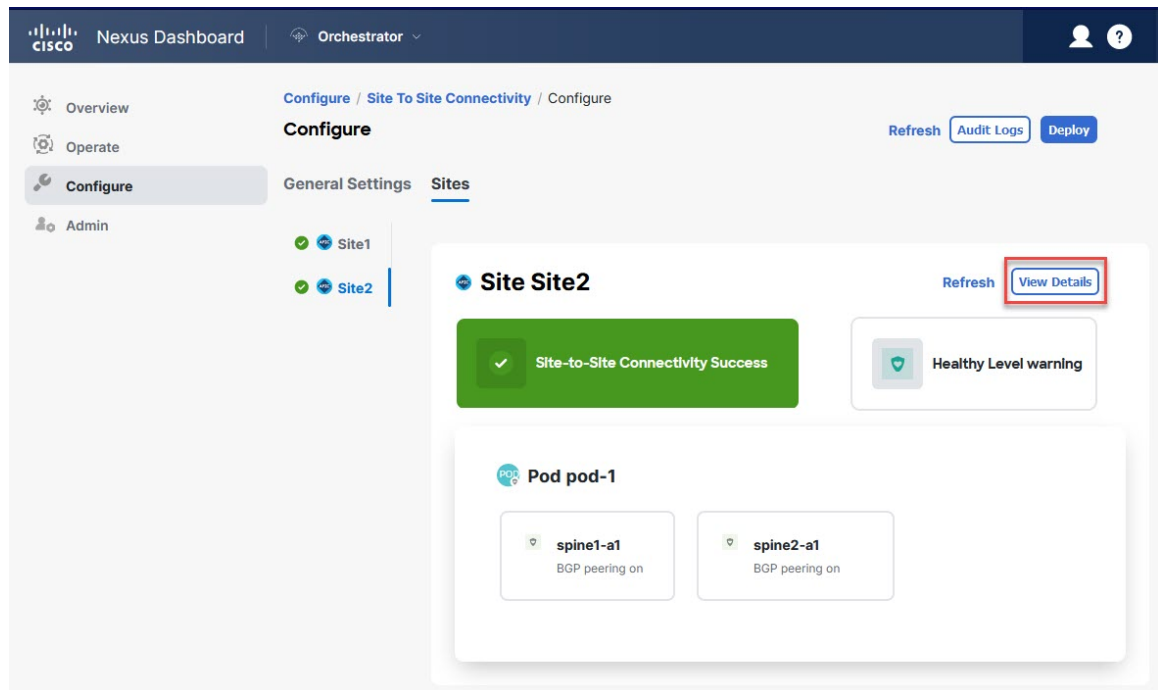 CISCO Nexus Dashboard Orchestrator ?
Overview
Operate
Configure
Admin
Configure / Site To Site Connectivity / Configure
Configure
Refresh Audit Logs Deploy
General Settings Sites
Site1
Site2
Site Site2
Refresh View Details
Site-to-Site Connectivity Success
Healthy Level warning
POD Pod pod-1
spine1-a1
BGP peering on
spine2-a1
BGP peering on